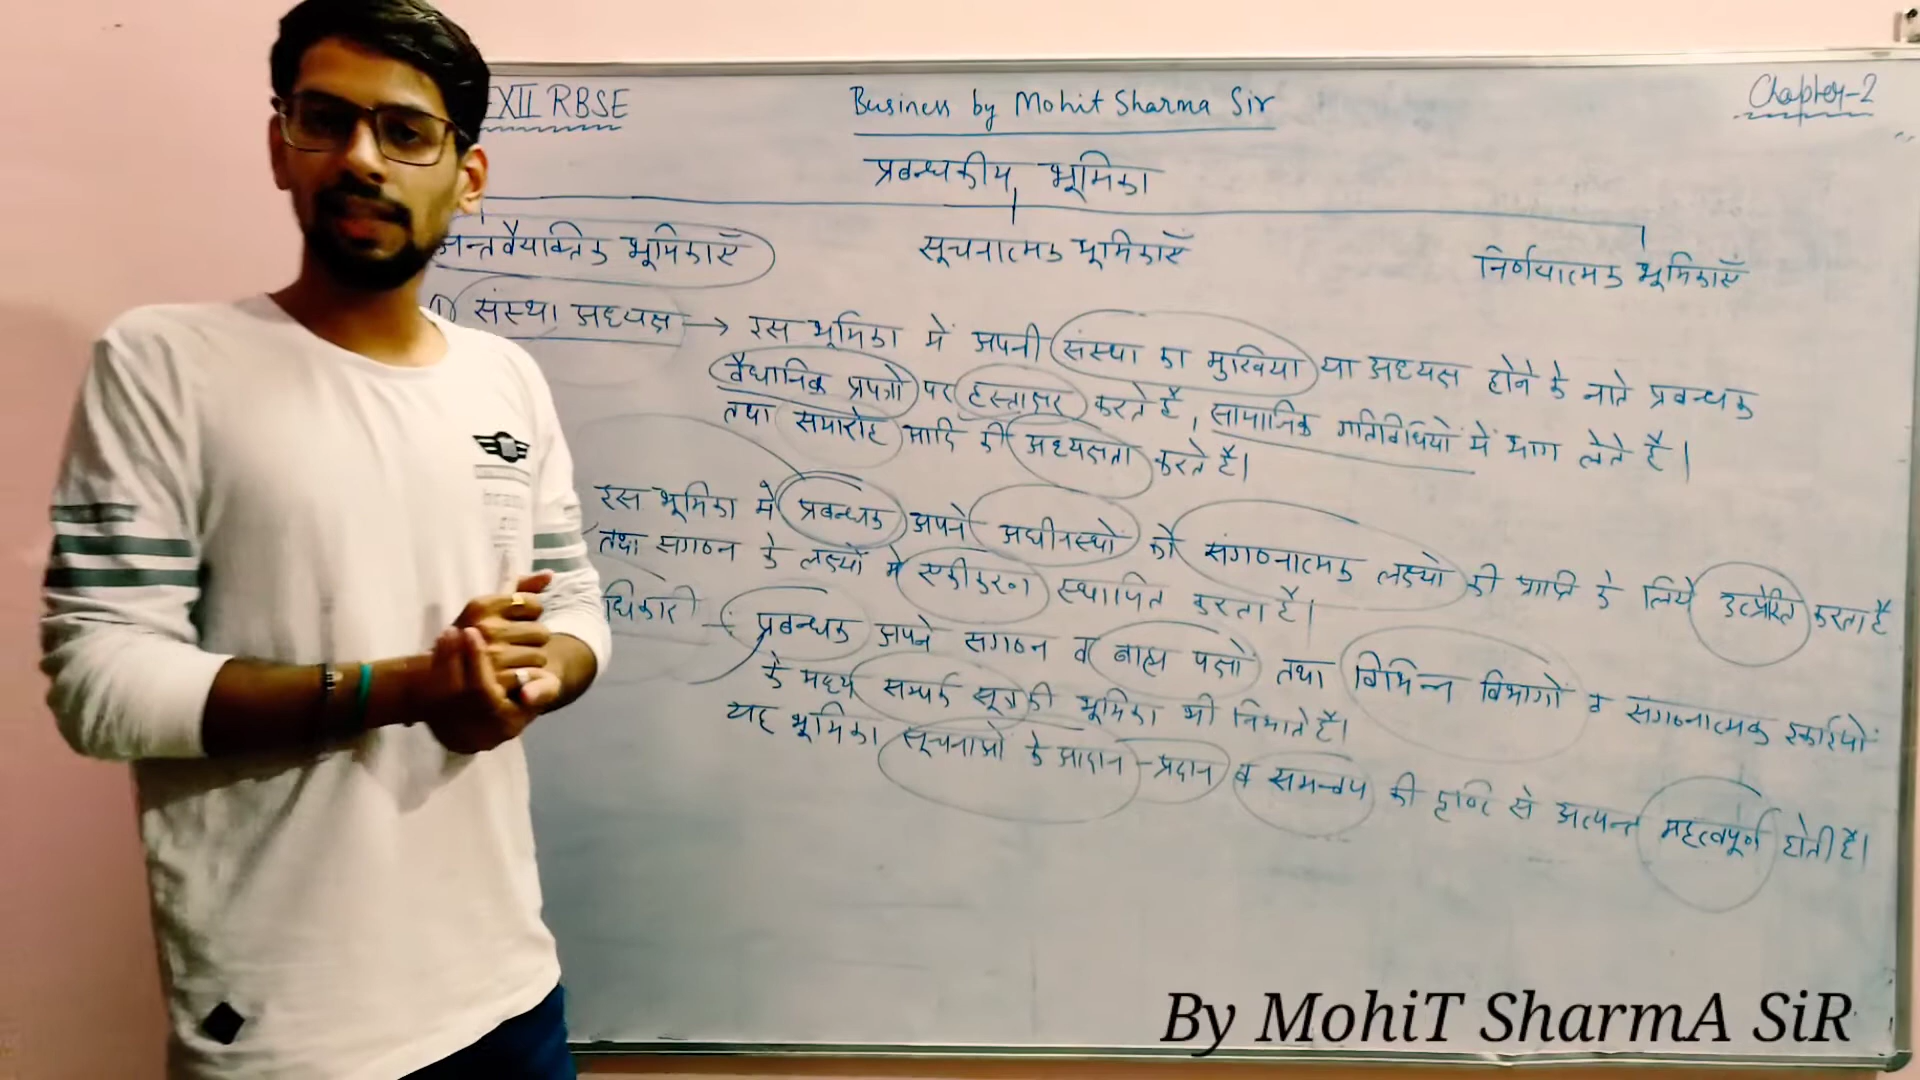 XII RBSE
Business by Mohit Sharma Sir
Chapter-2
प्रबन्धकीय भूमिका
अन्तर्वैयाक्तिक भूमिकाएँ
सूचनात्मक भूमिकाएँ
निर्णयात्मक भूमिकाएँ
① संस्था अध्यक्ष → इस भूमिका में अपनी संस्था का मुखिया या अध्यक्ष होने के नाते प्रबन्धक
वैधानिक प्रपत्रों पर हस्ताक्षर करते है, सामाजिक गतिविधियों में भाग लेते है।
तथा समारोह आदि की अध्यक्षता करते है।
इस भूमिका में प्रबन्धक अपने अधीनस्थों को संगठनात्मक लक्ष्यों की प्राप्ति के लिये उत्प्रेरित करता है
तथा संगठन के लक्ष्यों में एकीकरण स्थापित करता है।
धिकारी :- प्रबन्धक अपने संगठन व बाह्य पक्षों तथा विभिन्न विभागों व संगठनात्मक इकाईयों
के मध्य सम्पर्क सूत्र की भूमिका भी निभाते है।
यह भूमिका सूचनाओं के आदान-प्रदान व समन्वय की दृष्टि से अत्यन्त महत्वपूर्ण होती है।
By MohiT SharmA SiR